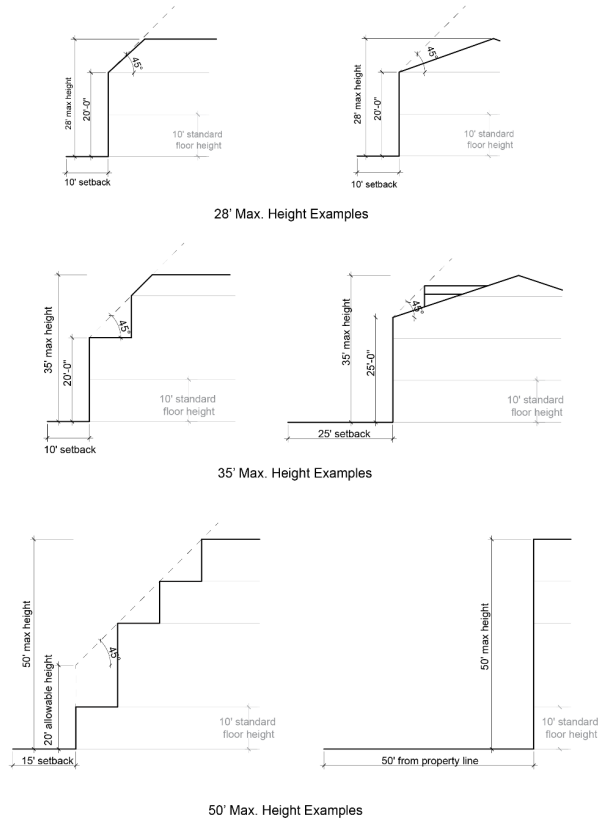 45°
28' max height
20'-0"
10' standard
floor height
10' setback
45°
28' max height
20'-0"
10' standard
floor height
10' setback
28' Max. Height Examples
45°
35' max height
20'-0"
10' standard
floor height
10' setback
45°
35' max height
25'-0"
10' standard
floor height
25' setback
35' Max. Height Examples
50' max height
20' allowable height
45°
10' standard
floor height
15' setback
50' max height
10' standard
floor height
50' from property line
50' Max. Height Examples